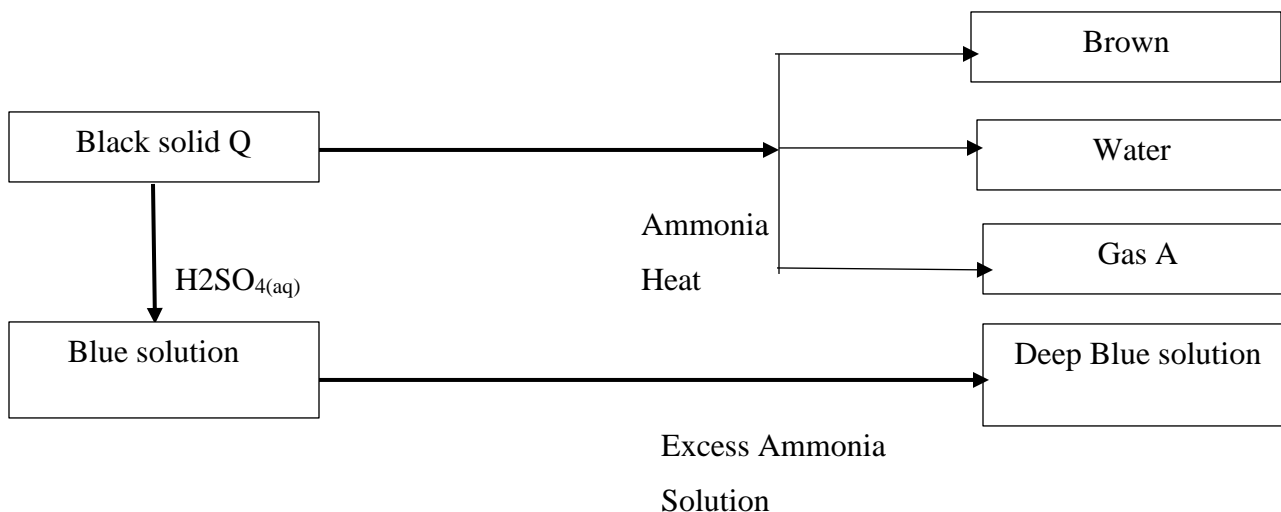 Brown
Black solid Q
Water
Ammonia
Heat
Gas A
H2SO₄(aq)
Blue solution
Deep Blue solution
Excess Ammonia
Solution